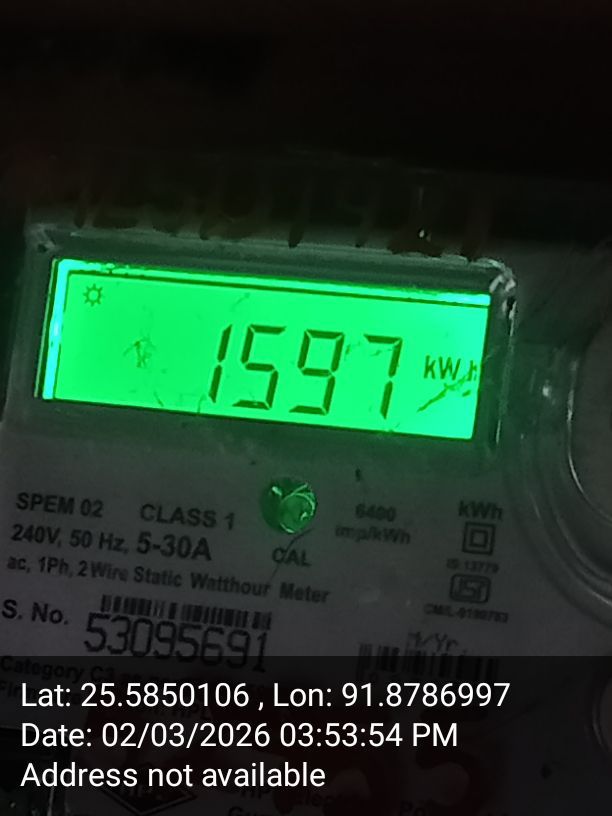 1597 kWh
SPEM 02 CLASS 1
240V, 50 Hz, 5-30A
6400
imp/kWh
kWh
CAL
ac, 1Ph, 2 Wire Static Watthour Meter
IS 13779
S. No. 53095691
M/Yr.
Lat: 25.5850106 , Lon: 91.8786997
Date: 02/03/2026 03:53:54 PM
Address not available